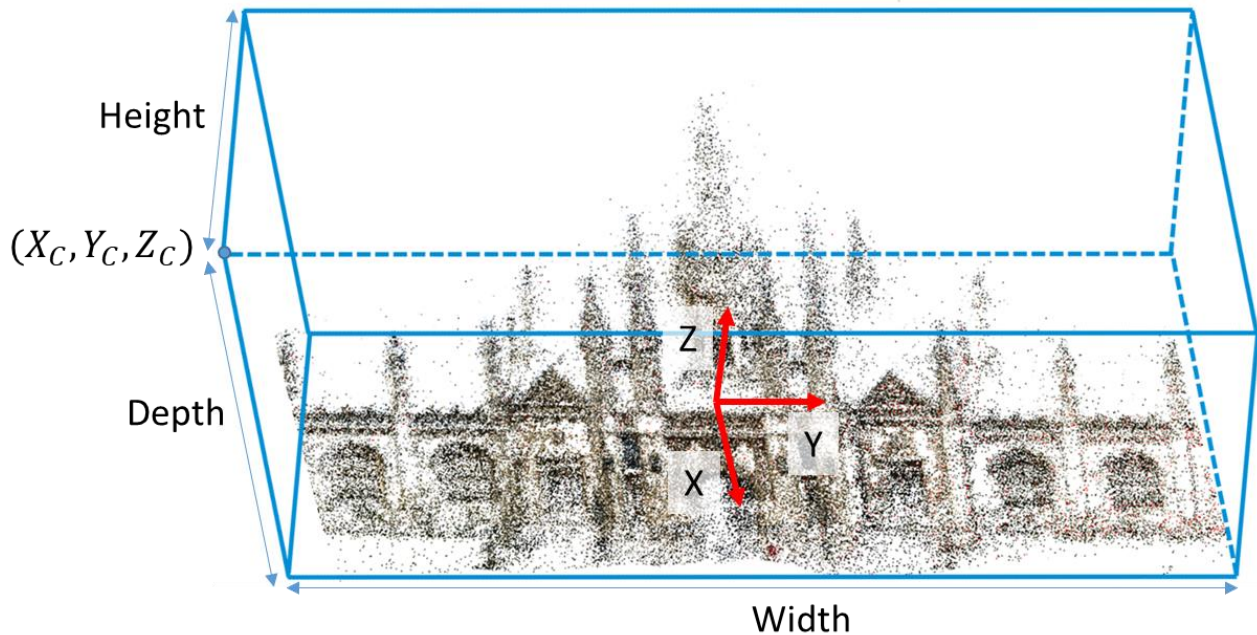 Height
(X_C, Y_C, Z_C)
Z
Depth
Y
X
Width